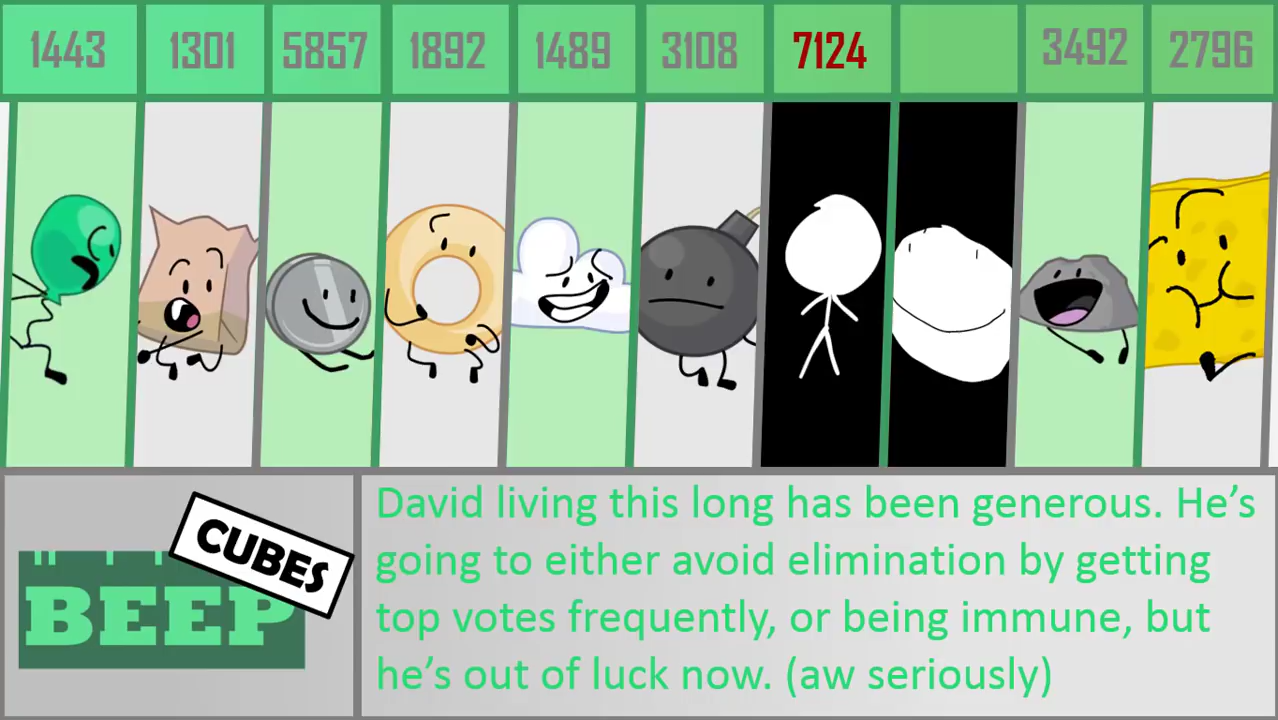 1443 1301 5857 1892 1489 3108 7124 3492 2796
CUBES
BEEP
David living this long has been generous. He’s
going to either avoid elimination by getting
top votes frequently, or being immune, but
he’s out of luck now. (aw seriously)